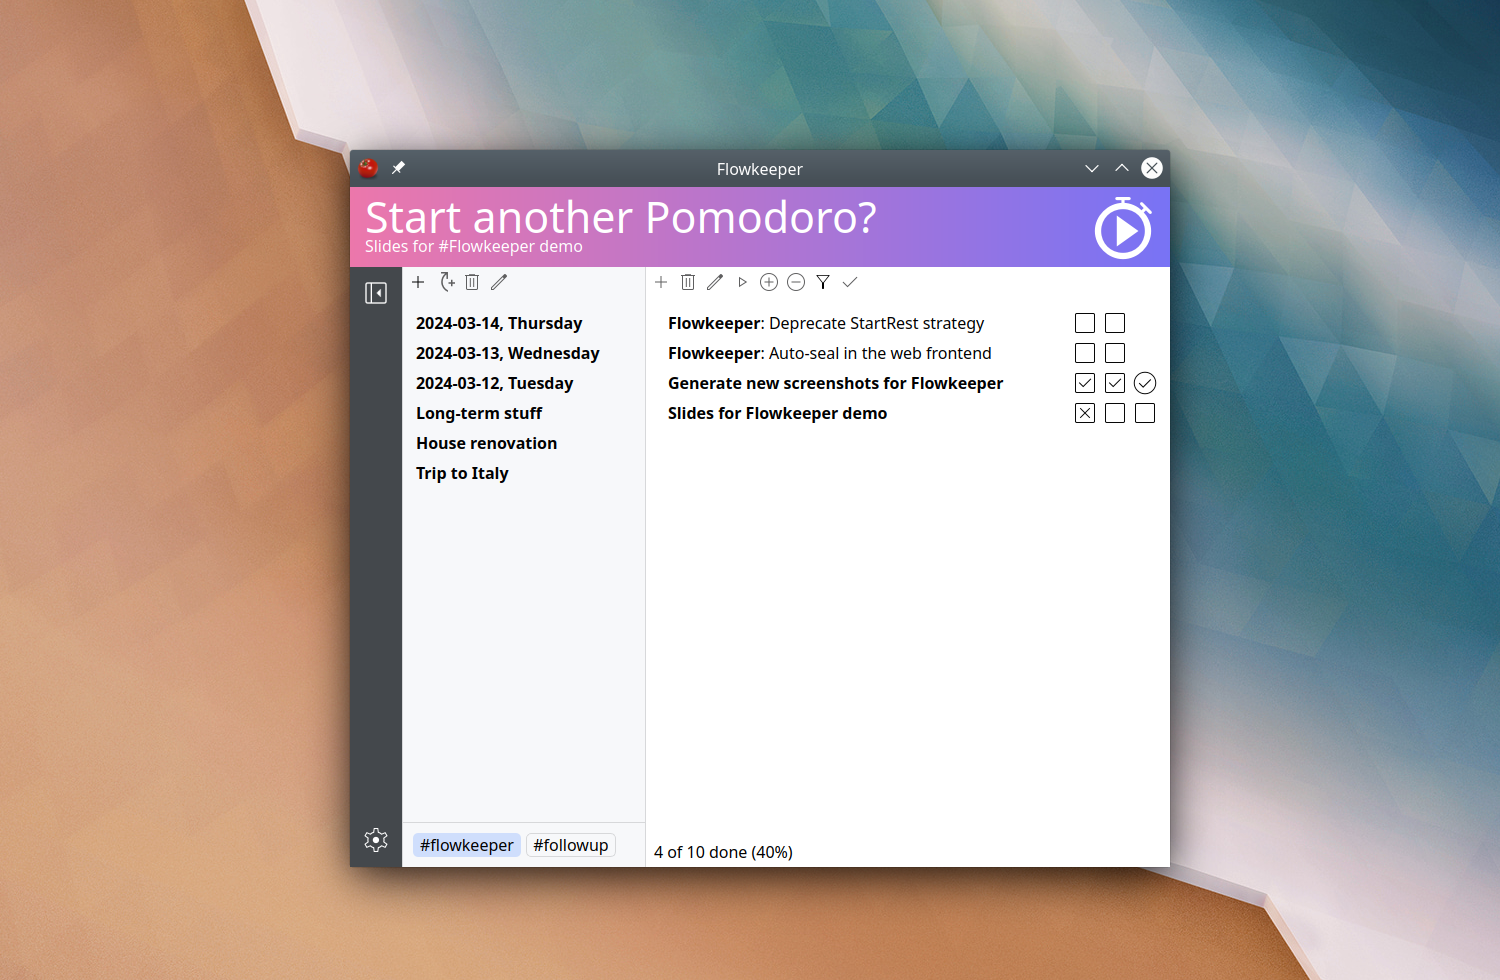 Flowkeeper
Start another Pomodoro?
Slides for #Flowkeeper demo
2024-03-14, Thursday
2024-03-13, Wednesday
2024-03-12, Tuesday
Long-term stuff
House renovation
Trip to Italy
#flowkeeper #followup
Flowkeeper: Deprecate StartRest strategy
Flowkeeper: Auto-seal in the web frontend
Generate new screenshots for Flowkeeper
Slides for Flowkeeper demo
4 of 10 done (40%)